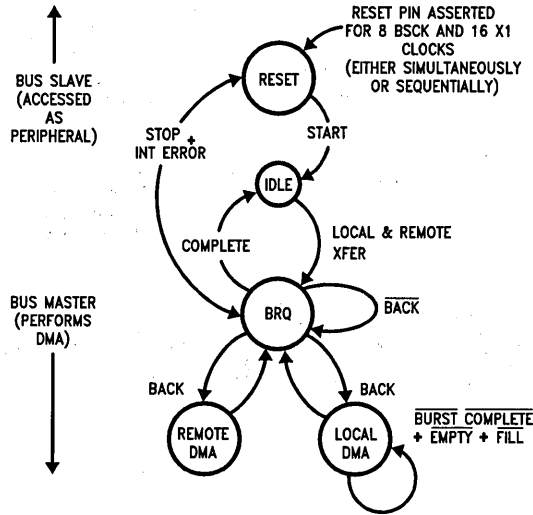 RESET PIN ASSERTED
FOR 8 BSCK AND 16 X1
CLOCKS
(EITHER SIMULTANEOUSLY
OR SEQUENTIALLY)
BUS SLAVE
(ACCESSED
AS
PERIPHERAL)
RESET
STOP +
INT ERROR
START
IDLE
COMPLETE
LOCAL & REMOTE
XFER
BUS MASTER
(PERFORMS
DMA)
BRQ
BACK
BACK
BACK
REMOTE
DMA
LOCAL
DMA
BURST COMPLETE
+ EMPTY + FILL